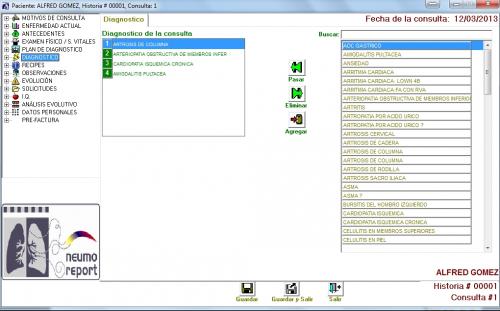 Paciente: ALFRED GOMEZ, Historia # 00001, Consulta: 1
MOTIVOS DE CONSULTA
ENFERMEDAD ACTUAL
ANTECEDENTES
EXAMEN FÍSICO / S. VITALES
PLAN DE DIAGNOSTICO
DIAGNOSTICO
RECIPES
OBSERVACIONES
EVOLUCIÓN
SOLICITUDES
I.Q.
ANÁLISIS EVOLUTIVO
DATOS PERSONALES
PRE-FACTURA
neumo
report
Diagnostico
Fecha de la consulta: 12/03/2013
Diagnostico de la consulta
1 ARTROSIS DE COLUMNA
2 ARTERIOPATIA OBSTRUCTIVA DE MIEMBROS INFER
3 CARDIOPATIA ISQUEMICA CRONICA
4 AMIODALITIS PULTACEA
Pasar
Eliminar
Agregar
Buscar:
ADC GASTRICO
AMIODALITIS PULTACEA
ANSIEDAD
ARRITMIA CARDIACA
ARRITMIA CARDIACA. LOWN 4B
ARRITMIA CARDIACA FA CON RVA
ARTERIOPATIA OBSTRUCTIVA DE MIEMBROS INFERIO
ARTRITIS
ARTROPATIA POR ACIDO URICO
ARTROPATIA POR ACIDO URICO ?
ARTROSIS CERVICAL
ARTROSIS DE CADERA
ARTROSIS DE COLUMNA
ARTROSIS DE COLUMNA
ARTROSIS DE RODILLA
ARTROSIS SACRO ILIACA
ASMA
ASMA ?
BURSITIS DEL HOMBRO IZQUIERDO
CARDIOPATIA ISQUEMICA
CARDIOPATIA ISQUEMICA CRONICA
CELULITIS EN MIEMBROS SUPERIORES
CELULITIS EN PIEL
ALFRED GOMEZ
Historia # 00001
Consulta #1
Guardar
Guardar y Salir
Salir